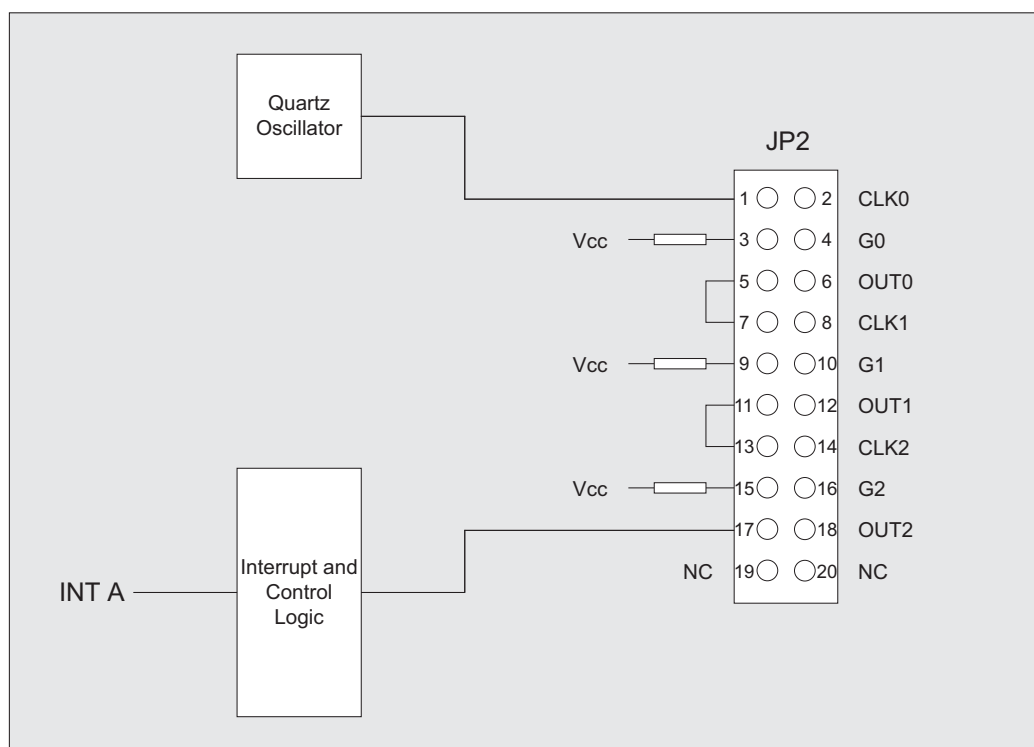 Quartz
Oscillator
JP2
1 2 CLK0
Vcc 3 4 G0
5 6 OUT0
7 8 CLK1
Vcc 9 10 G1
11 12 OUT1
13 14 CLK2
Vcc 15 16 G2
17 18 OUT2
NC 19 20 NC
INT A
Interrupt and
Control
Logic